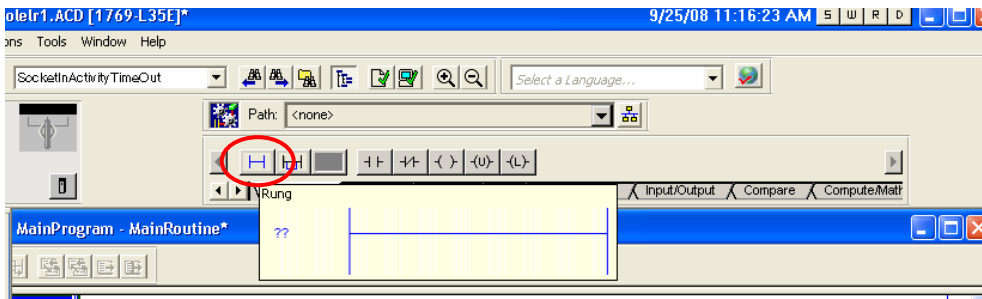 olelr1.ACD [1769-L35E]* 9/25/08 11:16:23 AM S W R D
ons Tools Window Help
SocketInActivityTimeOut Select a Language...
Path: <none>
(U) (L)
Rung Input/Output Compare Compute/Math
??
MainProgram - MainRoutine*